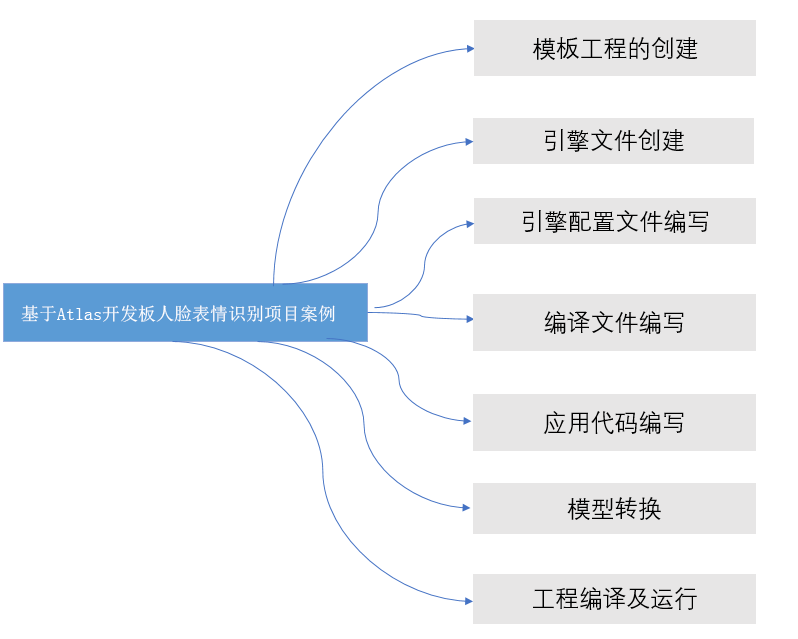 模板工程的创建
引擎文件创建
引擎配置文件编写
基于Atlas开发板人脸表情识别项目案例
编译文件编写
应用代码编写
模型转换
工程编译及运行